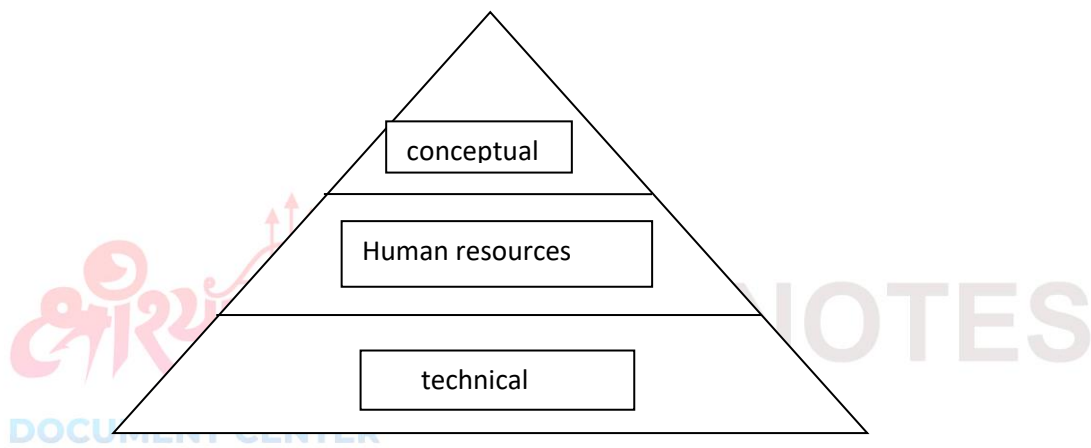 conceptual
Human resources
NOTES
technical
DOCUMENT CENTER